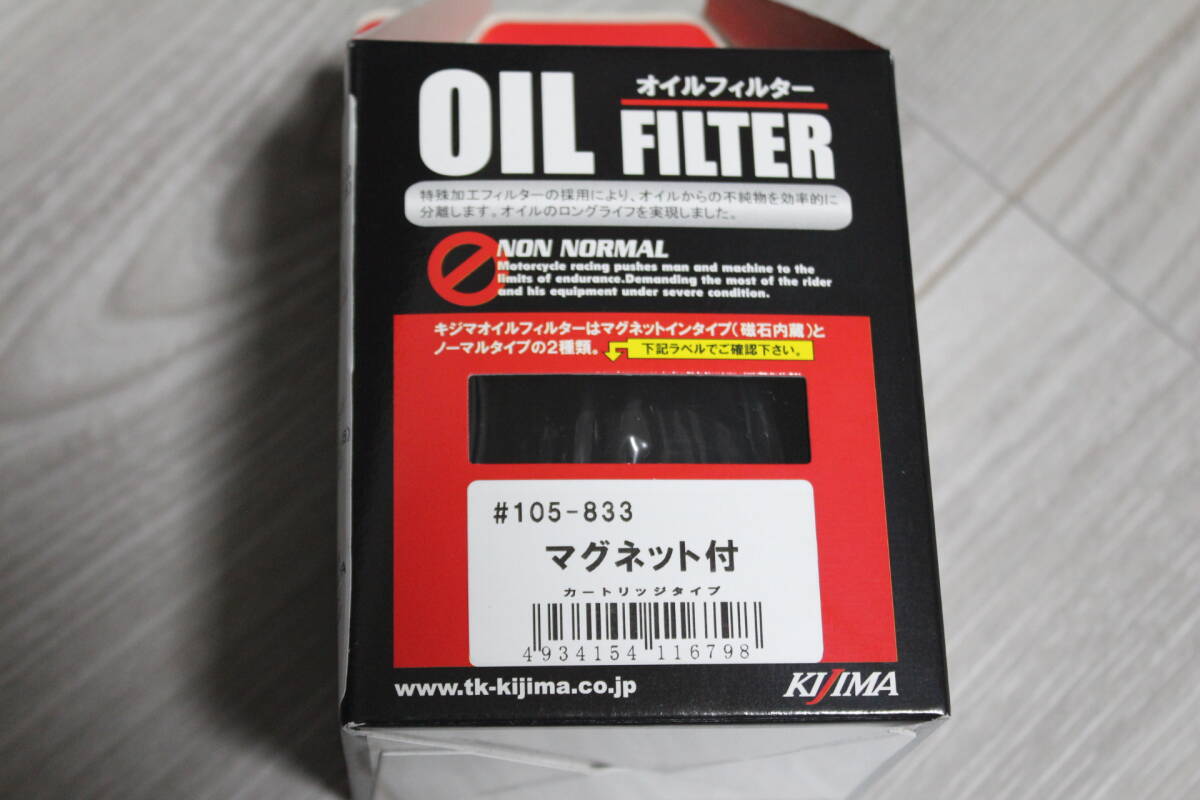 OIL
オイルフィルター
FILTER
特殊加工フィルターの採用により、オイルからの不純物を効率的に
分離します。オイルのロングライフを実現しました。
NON NORMAL
Motorcycle racing pushes man and machine to the
limits of endurance.Demanding the most of the rider
and his equipment under severe condition.
キジマオイルフィルターはマグネットインタイプ(磁石内蔵)と
ノーマルタイプの2種類。
下記ラベルでご確認下さい。
#105-833
マグネット付
カートリッジタイプ
4934154 116798
www.tk-kijima.co.jp
KIJIMA